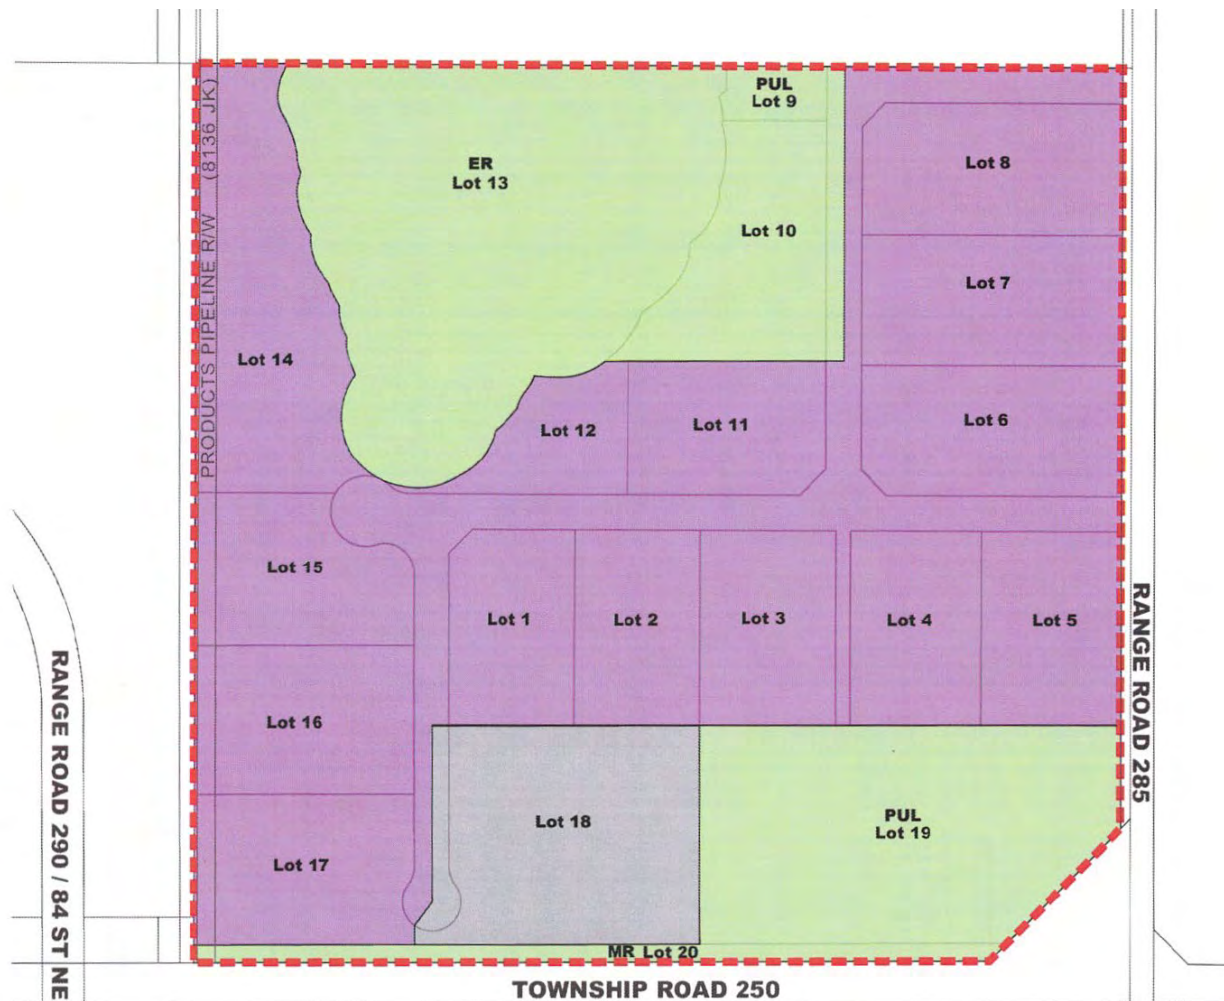 PUL
Lot 9
PRODUCTS PIPELINE R/W (8136 JK)
ER
Lot 13
Lot 8
Lot 10
Lot 7
Lot 14
Lot 12
Lot 11
Lot 6
Lot 15
Lot 1
Lot 2
Lot 3
Lot 4
Lot 5
RANGE ROAD 285
RANGE ROAD 290 / 84 ST NE
Lot 16
Lot 18
PUL
Lot 19
Lot 17
MR Lot 20
TOWNSHIP ROAD 250